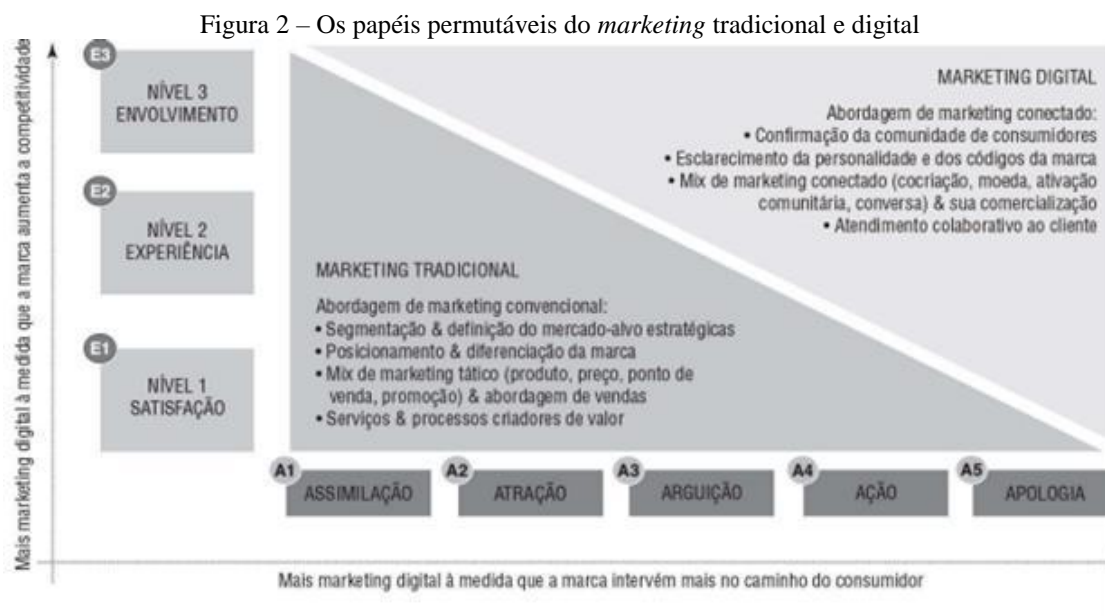 Figura 2 – Os papéis permutáveis do marketing tradicional e digital
Mais marketing digital à medida que a marca aumenta a competitividade
E3
NÍVEL 3
ENVOLVIMENTO
E2
NÍVEL 2
EXPERIÊNCIA
E1
NÍVEL 1
SATISFAÇÃO
MARKETING DIGITAL
Abordagem de marketing conectado:
• Confirmação da comunidade de consumidores
• Esclarecimento da personalidade e dos códigos da marca
• Mix de marketing conectado (cocriação, moeda, ativação
comunitária, conversa) & sua comercialização
• Atendimento colaborativo ao cliente
MARKETING TRADICIONAL
Abordagem de marketing convencional:
• Segmentação & definição do mercado-alvo estratégicas
• Posicionamento & diferenciação da marca
• Mix de marketing tático (produto, preço, ponto de
venda, promoção) & abordagem de vendas
• Serviços & processos criadores de valor
A1
ASSIMILAÇÃO
A2
ATRAÇÃO
A3
ARGUIÇÃO
A4
AÇÃO
A5
APOLOGIA
Mais marketing digital à medida que a marca intervém mais no caminho do consumidor